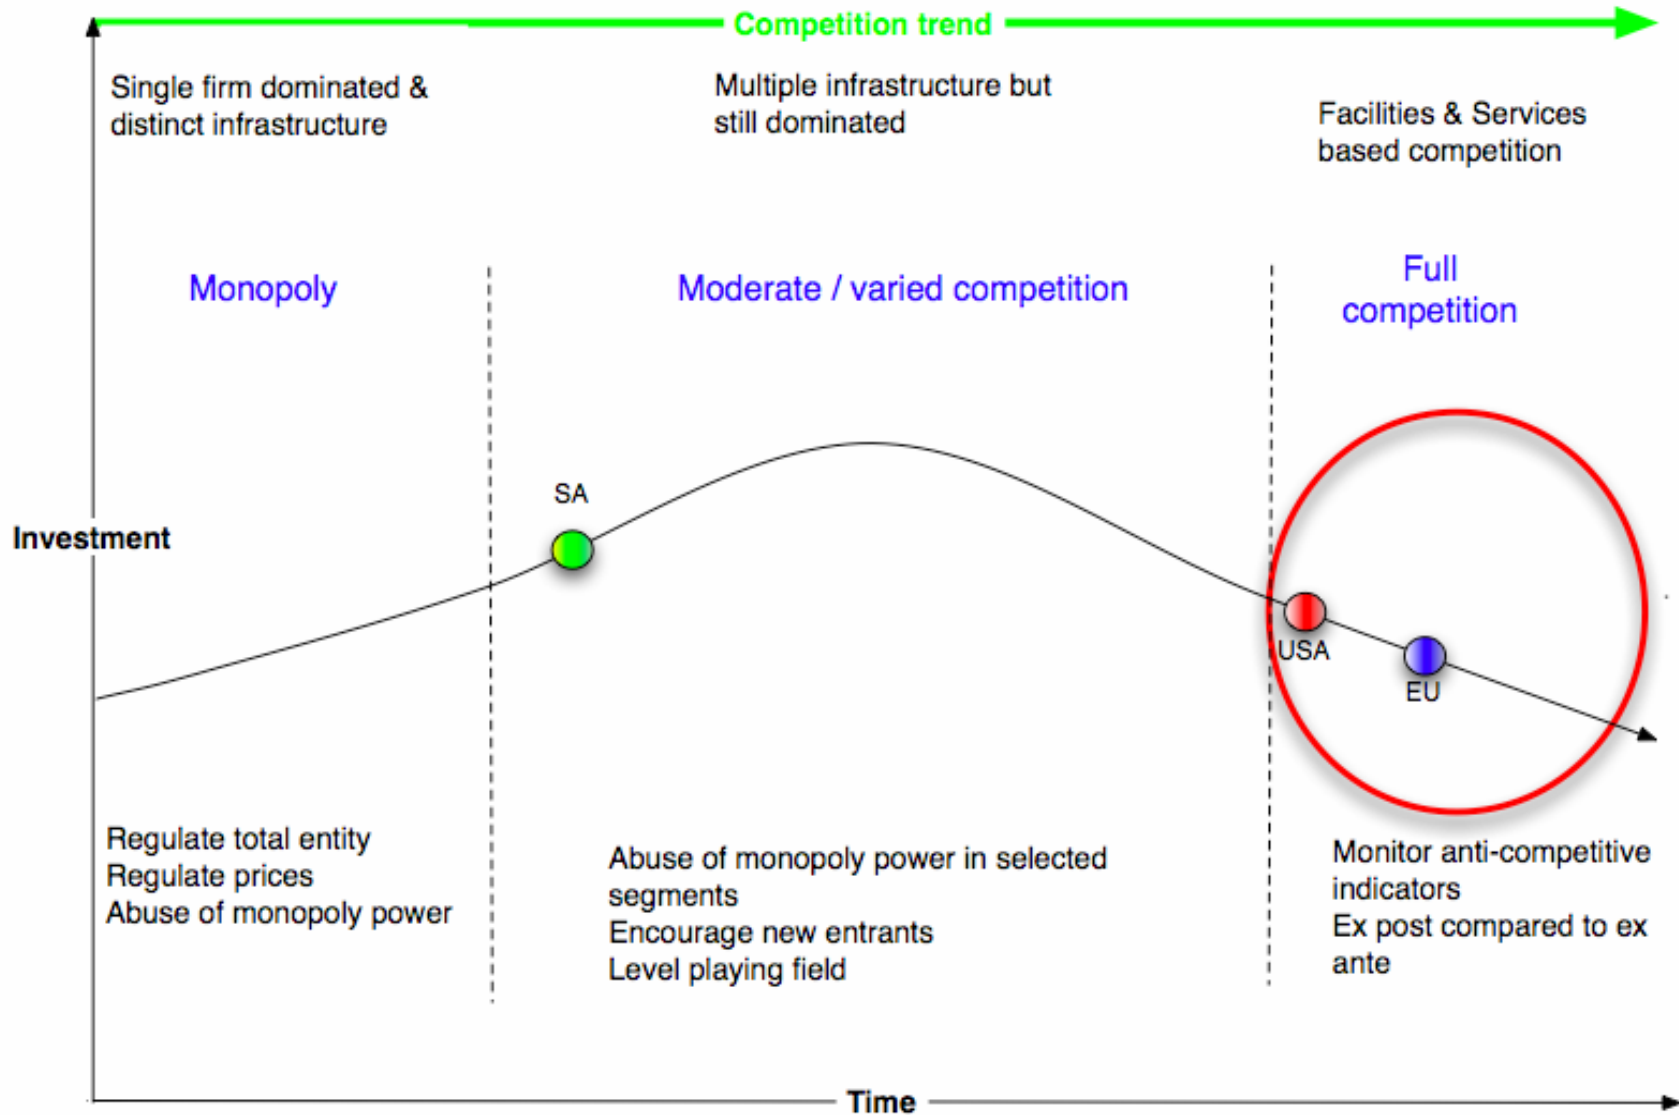 Competition trend
Single firm dominated &
distinct infrastructure
Multiple infrastructure but
still dominated
Facilities & Services
based competition
Monopoly
Moderate / varied competition
Full
competition
SA
Investment
USA
EU
Regulate total entity
Regulate prices
Abuse of monopoly power
Abuse of monopoly power in selected
segments
Encourage new entrants
Level playing field
Monitor anti-competitive
indicators
Ex post compared to ex
ante
Time